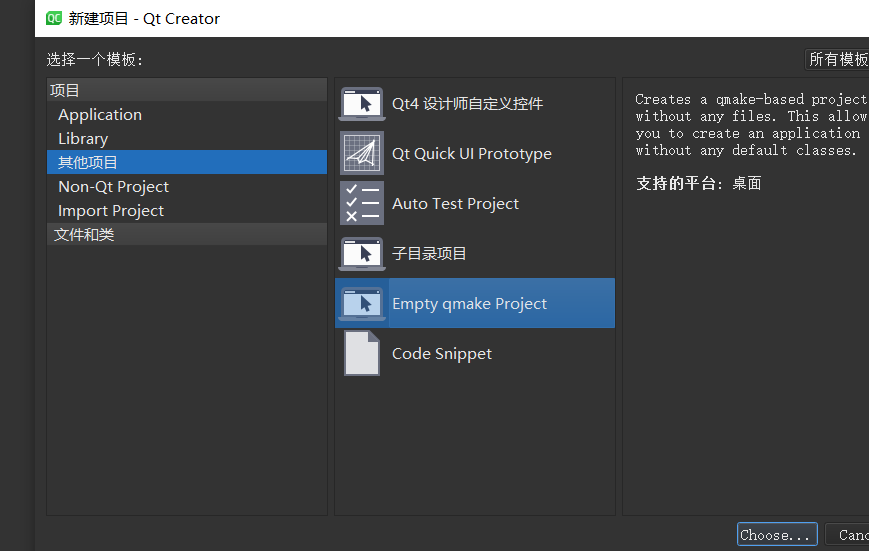 QC 新建项目 - Qt Creator
选择一个模板:
所有模板
项目
Application
Library
其他项目
Non-Qt Project
Import Project
文件和类
Qt4 设计师自定义控件
Qt Quick UI Prototype
Auto Test Project
子目录项目
Empty qmake Project
Code Snippet
Creates a qmake-based project
without any files. This allow
you to create an application
without any default classes.
支持的平台: 桌面
Choose...
Canc